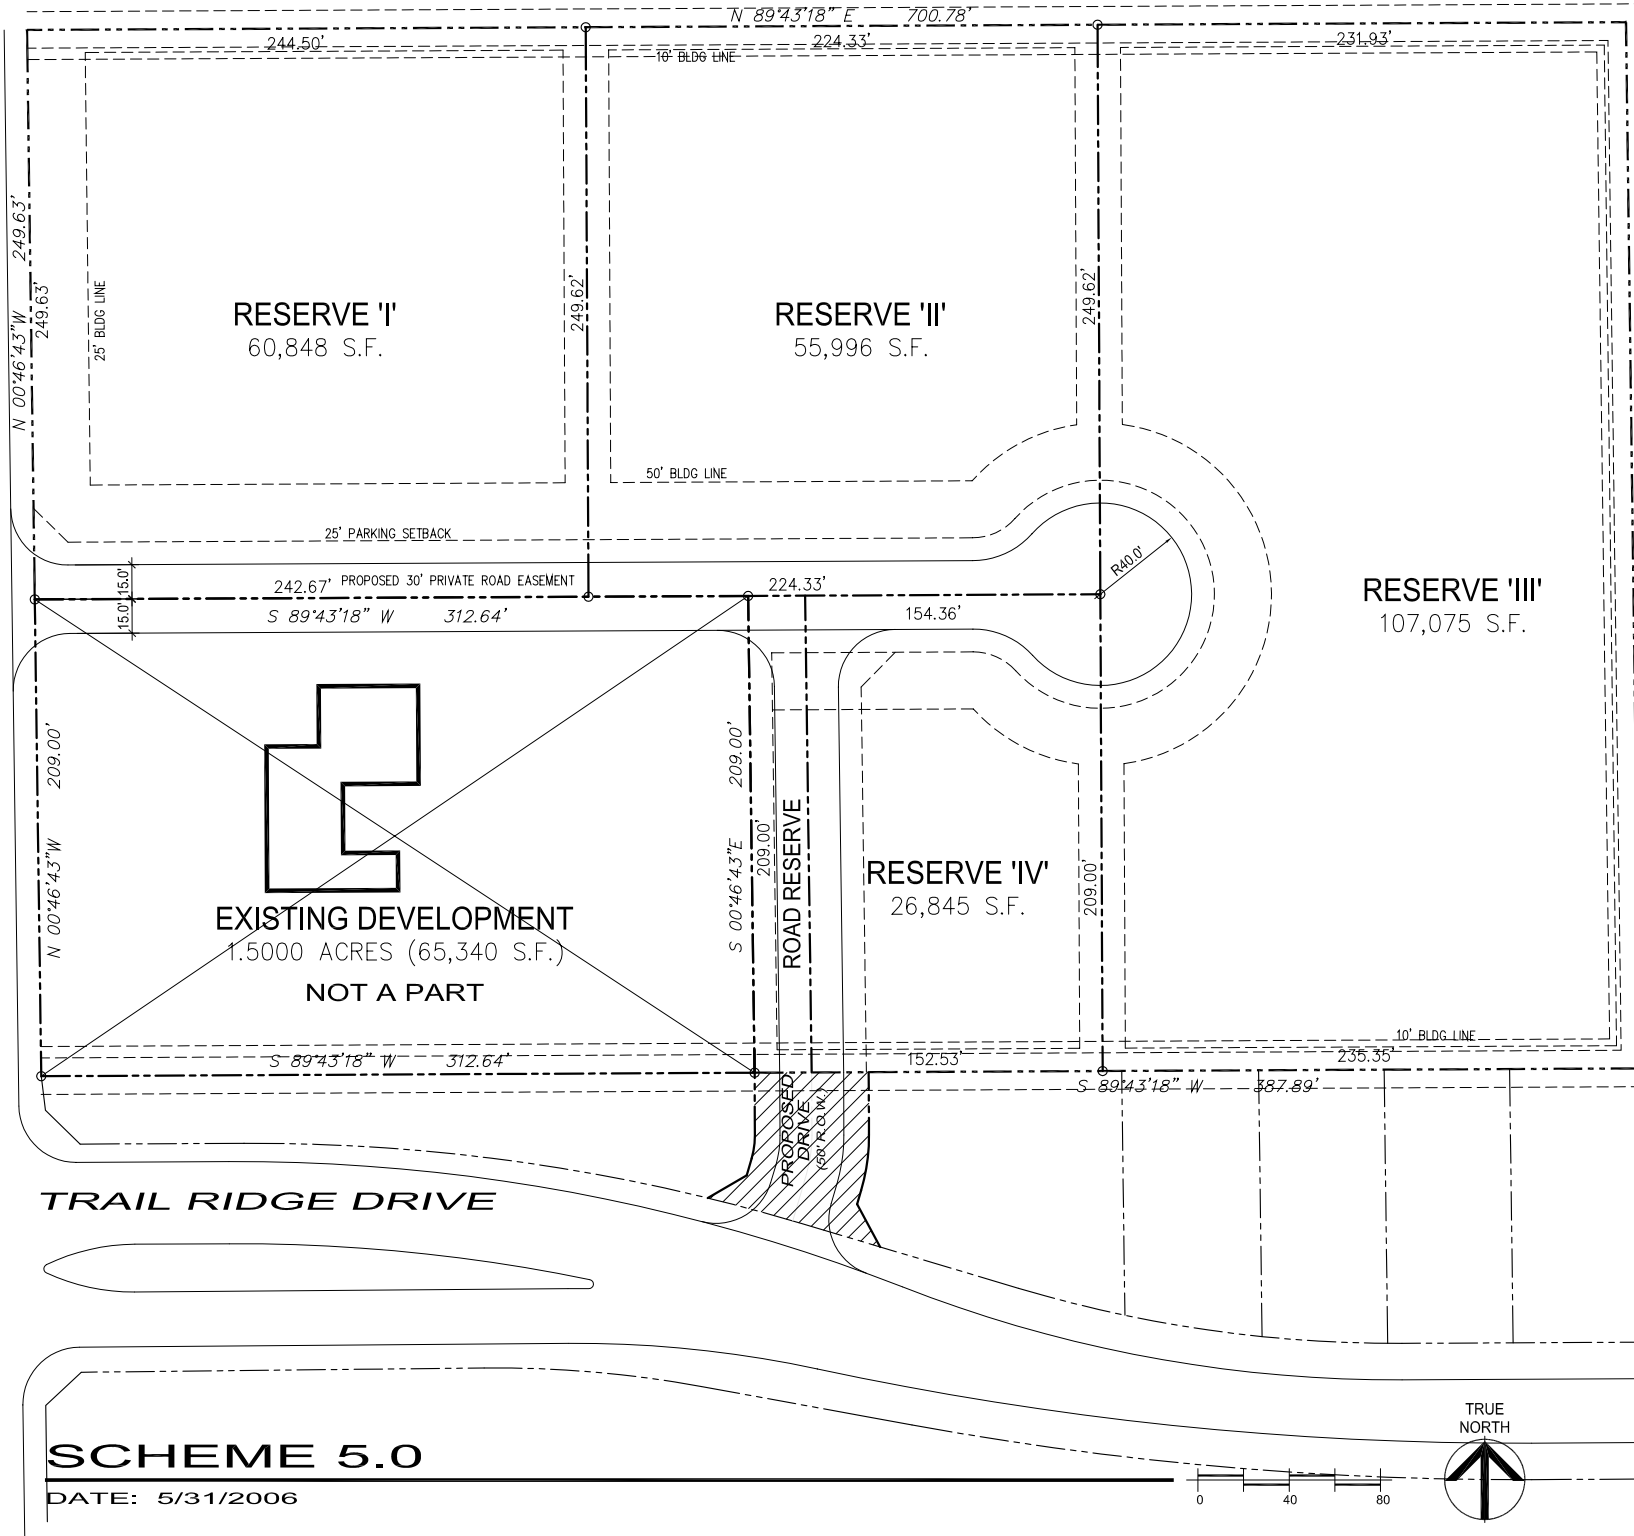 N 89°43'18" E 700.78'
244.50'
224.33'
231.93'
10' BLDG LINE
N 00°46'43"W 249.63'
249.63'
25' BLDG LINE
RESERVE 'I'
60,848 S.F.
249.62'
RESERVE 'II'
55,996 S.F.
249.62'
50' BLDG LINE
25' PARKING SETBACK
15.0'
15.0'
242.67'
PROPOSED 30' PRIVATE ROAD EASEMENT
224.33'
R40.0'
S 89°43'18" W 312.64'
154.36'
RESERVE 'III'
107,075 S.F.
N 00°46'43"W 209.00'
S 00°46'43"E 209.00'
209.00'
ROAD RESERVE
RESERVE 'IV'
26,845 S.F.
209.00'
EXISTING DEVELOPMENT
1.5000 ACRES (65,340 S.F.)
NOT A PART
10' BLDG LINE
S 89°43'18" W 312.64'
152.53'
235.35'
S 89°43'18" W 387.89'
PROPOSED
DRIVE
(50' R.O.W.)
TRAIL RIDGE DRIVE
TRUE
NORTH
SCHEME 5.0
DATE: 5/31/2006
0 40 80